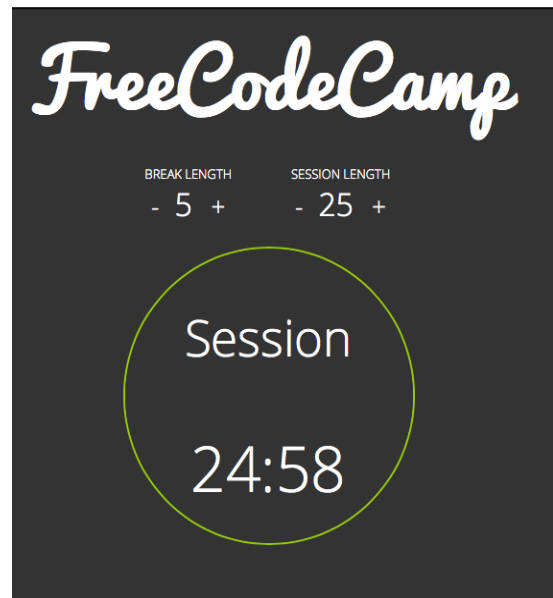 FreeCodeCamp
BREAK LENGTH SESSION LENGTH
- 5 + - 25 +
Session
24:58